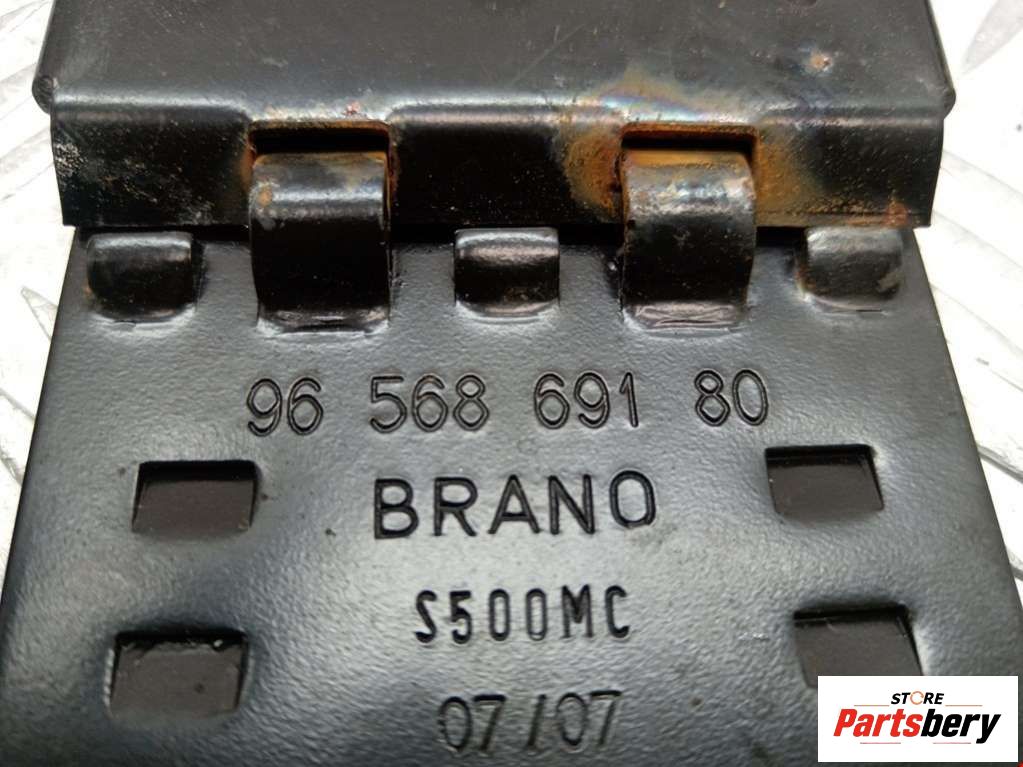 96 568 691 80
BRANO
S500MC
07/07
STORE
Partsbery